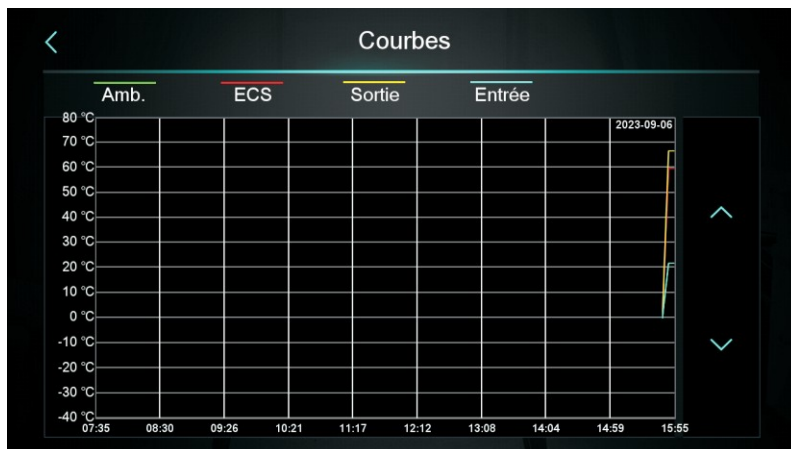 Courbes
Amb. ECS Sortie Entrée
80 °C
2023-09-06
70 °C
60 °C
50 °C
40 °C
30 °C
20 °C
10 °C
0 °C
-10 °C
-20 °C
-30 °C
-40 °C
07:35 08:30 09:26 10:21 11:17 12:12 13:08 14:04 14:59 15:55